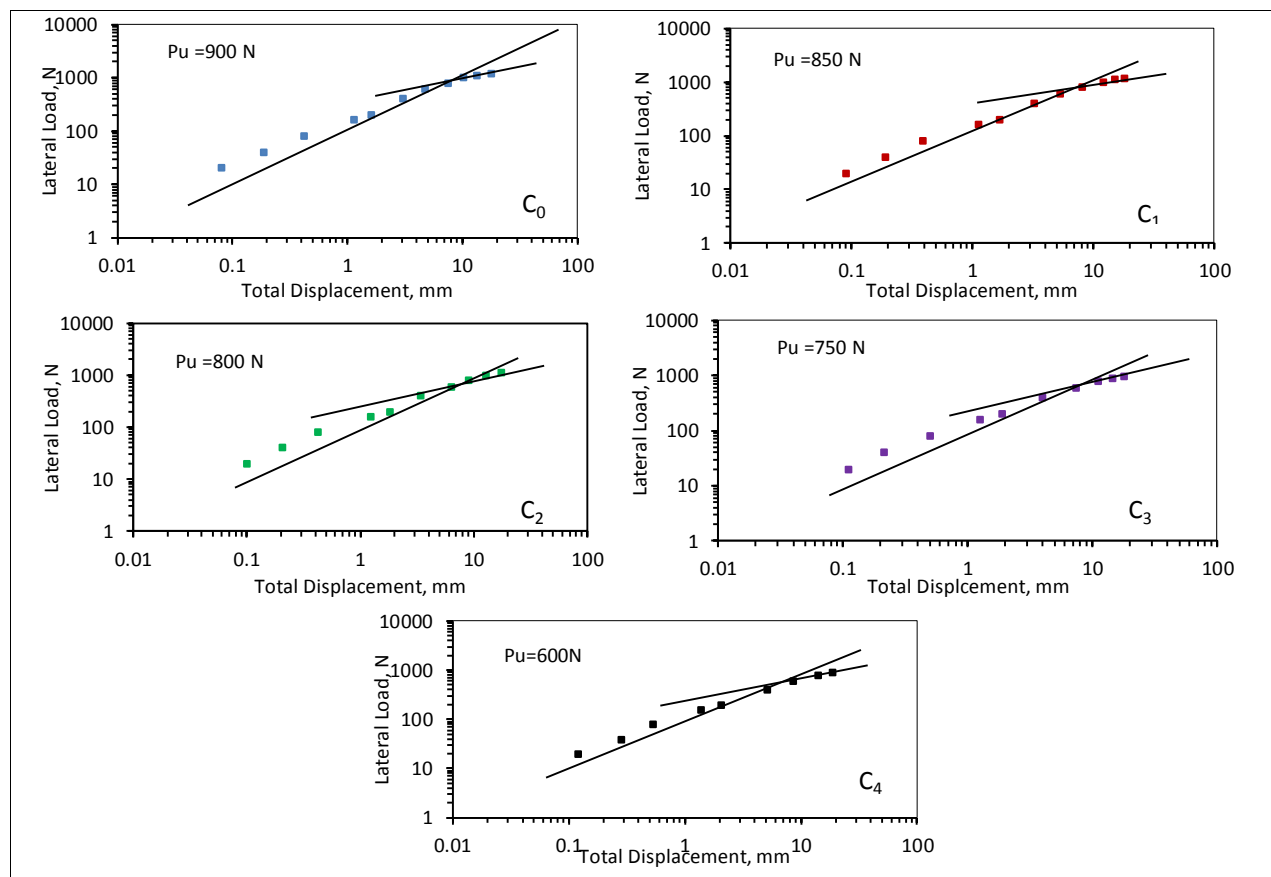 Pu =900 N
Lateral Load, N
10000
1000
100
10
1
C₀
0.01 0.1 1 10 100
Total Displacement, mm
Pu =850 N
Lateral Load, N
10000
1000
100
10
1
C₁
0.01 0.1 1 10 100
Total Displacement, mm
Pu =800 N
Lateral Load, N
10000
1000
100
10
1
C₂
0.01 0.1 1 10 100
Total Displacement, mm
Pu =750 N
Lateral Load, N
10000
1000
100
10
1
C₃
0.01 0.1 1 10 100
Total Displacement, mm
Pu=600N
Lateral Load, N
10000
1000
100
10
1
C₄
0.01 0.1 1 10 100
Total Displacement, mm